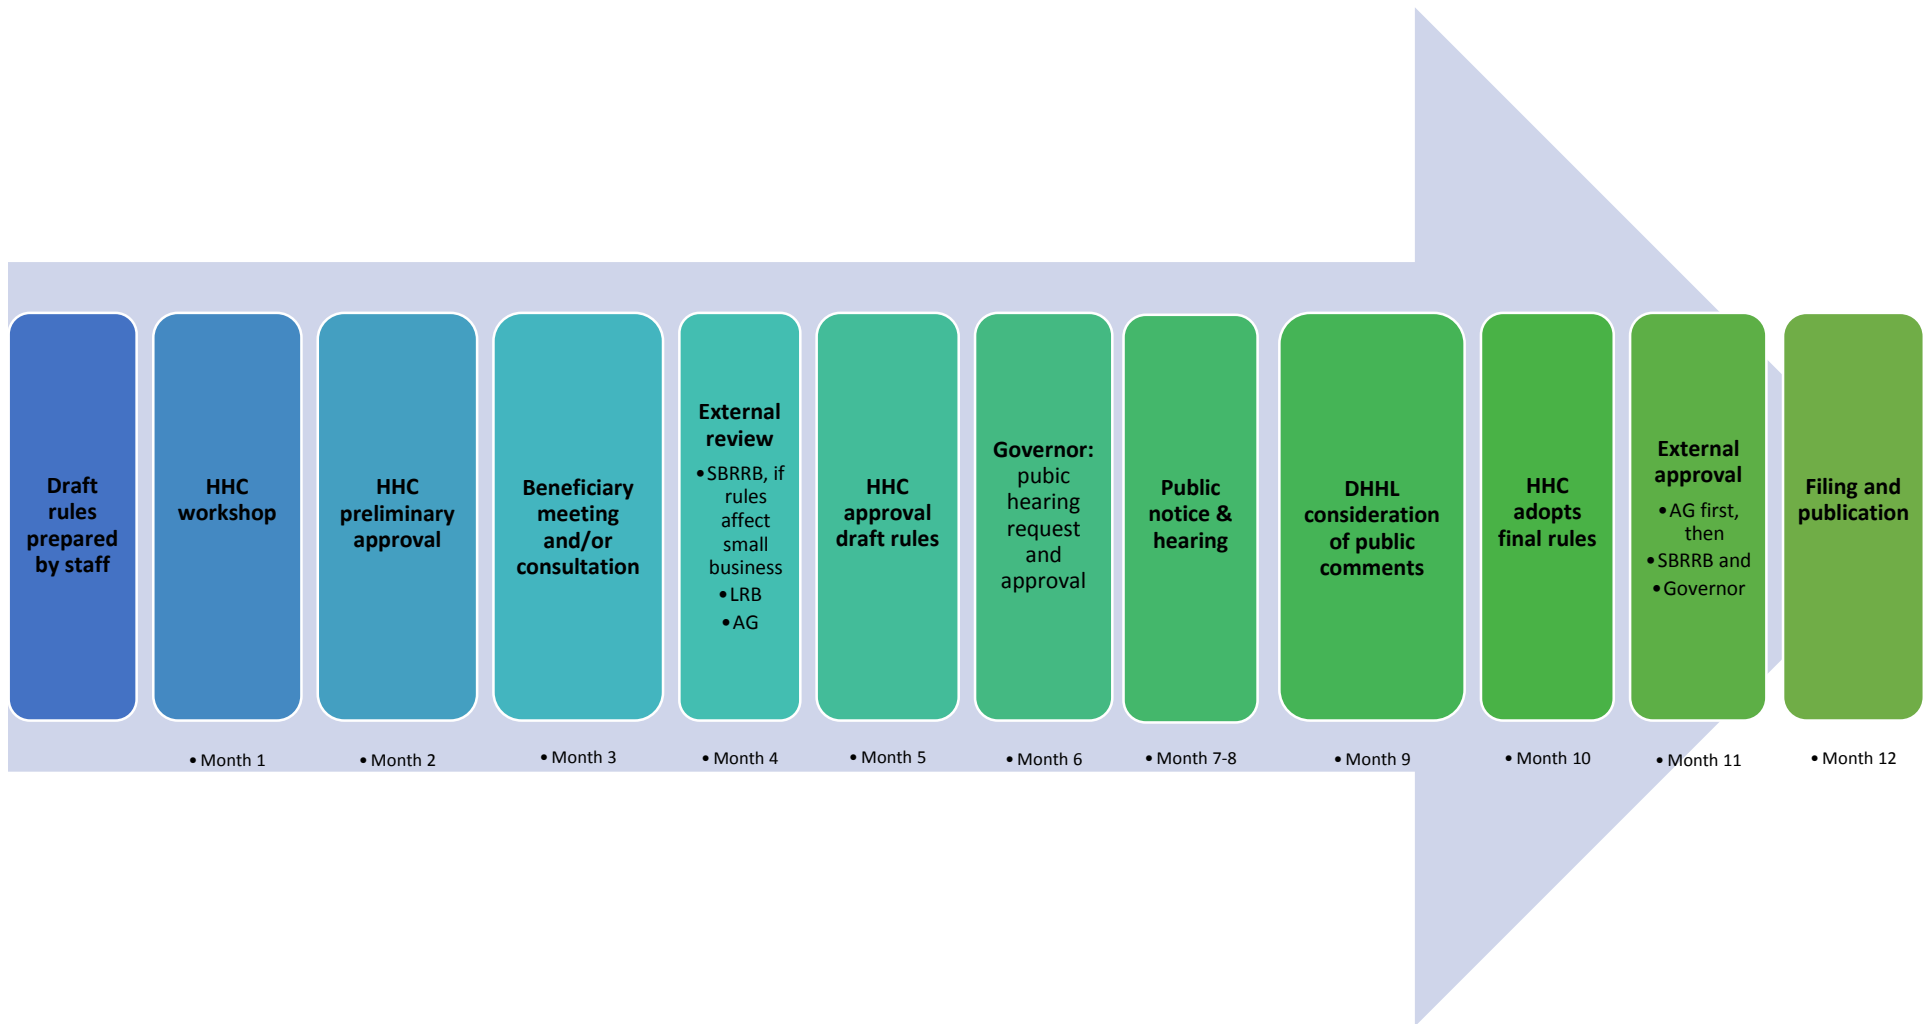 Draft
rules
prepared
by staff
HHC
workshop
HHC
preliminary
approval
Beneficiary
meeting
and/or
consultation
External
review
•SBRRB, if
rules
affect
small
business
•LRB
•AG
HHC
approval
draft rules
Governor:
pubic
hearing
request
and
approval
Public
notice &
hearing
DHHL
consideration
of public
comments
HHC
adopts
final rules
External
approval
•AG first,
then
•SBRRB and
•Governor
Filing and
publication
•Month 1
•Month 2
•Month 3
•Month 4
•Month 5
•Month 6
•Month 7-8
•Month 9
•Month 10
•Month 11
•Month 12